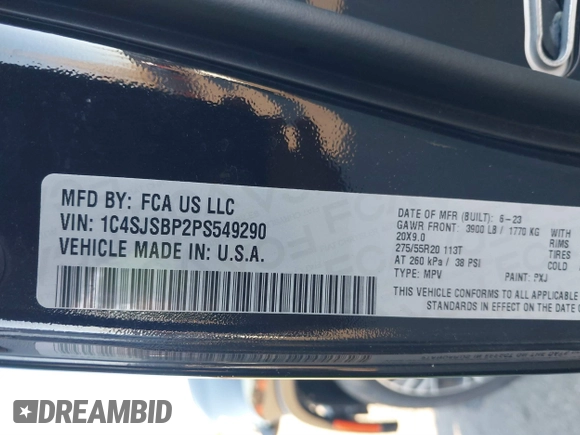 MFD BY: FCA US LLC
VIN: 1C4SJSBP2PS549290
VEHICLE MADE IN: U.S.A.
DATE OF MFR (BUILT): 6-23
GAWR FRONT: 3900 LB / 1770 KG WITH
20X9.0 RIMS
275/55R20 113T TIRES
AT 260 kPa / 38 PSI
TYPE: MPV PAINT: PXJ
THIS VEHICLE CONFORMS TO ALL APPLICABLE
STANDARDS IN EFFECT ON THE DATE
DREAMBID